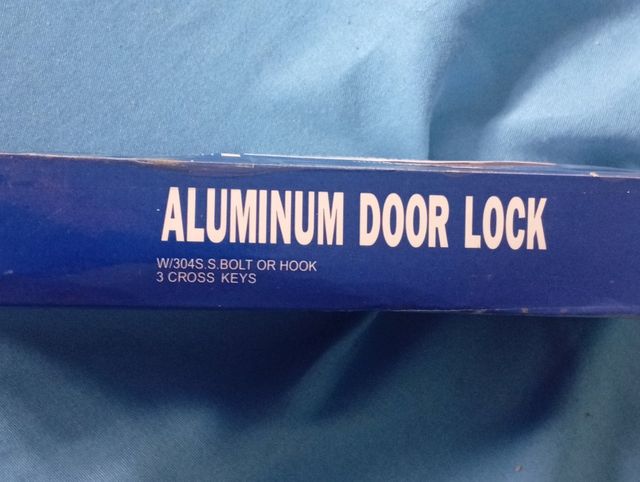 ALUMINUM DOOR LOCK
W/304S.S.BOLT OR HOOK
3 CROSS KEYS